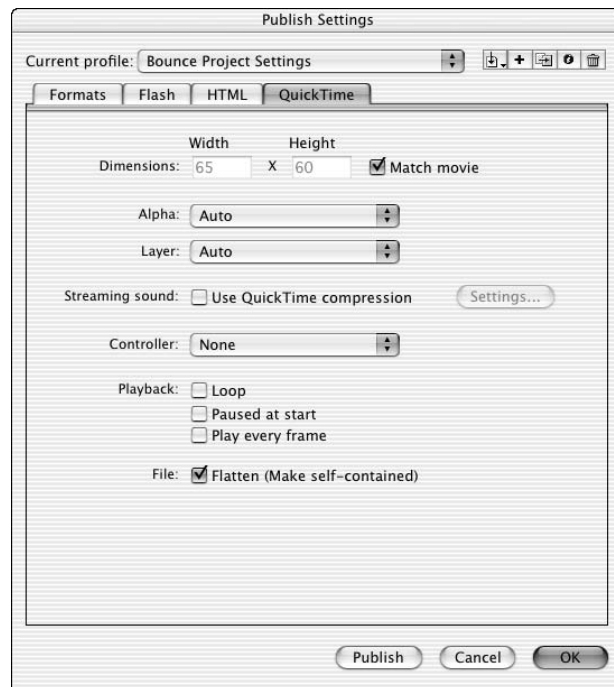 Publish Settings
Current profile: Bounce Project Settings
Formats Flash HTML QuickTime
Width Height
Dimensions: 65 X 60 Match movie
Alpha: Auto
Layer: Auto
Streaming sound: Use QuickTime compression Settings...
Controller: None
Playback: Loop
Paused at start
Play every frame
File: Flatten (Make self-contained)
Publish Cancel OK